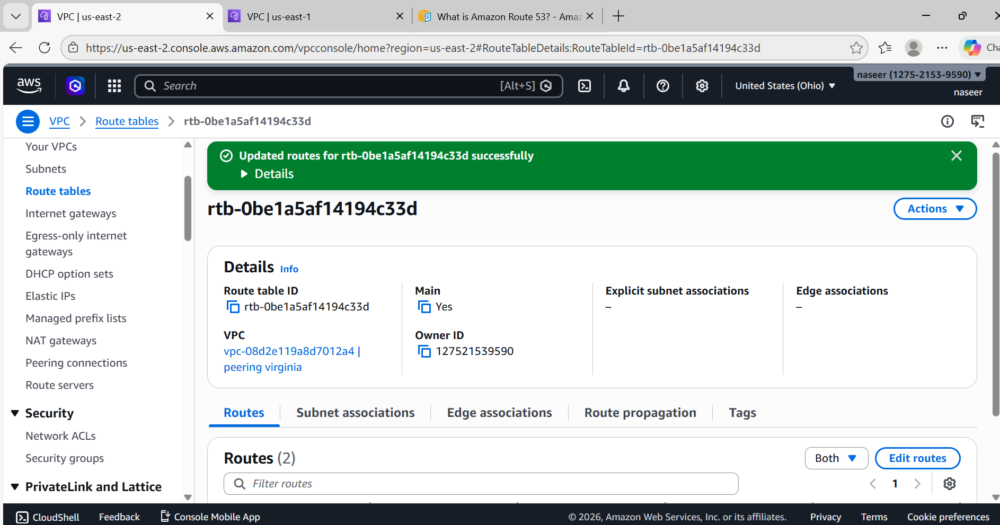 VPC | us-east-2
VPC | us-east-1
What is Amazon Route 53? - Amaz
https://us-east-2.console.aws.amazon.com/vpcconsole/home?region=us-east-2#RouteTableDetails:RouteTableId=rtb-0be1a5af14194c33d
Cha
aws
Search
[Alt+S]
United States (Ohio)
naseer (1275-2153-9590)
naseer
VPC
Route tables
rtb-0be1a5af14194c33d
Your VPCs
Subnets
Route tables
Internet gateways
Egress-only internet
gateways
DHCP option sets
Elastic IPs
Managed prefix lists
NAT gateways
Peering connections
Route servers
Security
Network ACLs
Security groups
PrivateLink and Lattice
Updated routes for rtb-0be1a5af14194c33d successfully
Details
rtb-0be1a5af14194c33d
Actions
Details Info
Route table ID
rtb-0be1a5af14194c33d
Main
Yes
Explicit subnet associations
–
Edge associations
–
VPC
vpc-08d2e119a8d7012a4 |
peering virginia
Owner ID
127521539590
Routes
Subnet associations
Edge associations
Route propagation
Tags
Routes (2)
Both
Edit routes
Filter routes
1
CloudShell
Feedback
Console Mobile App
© 2026, Amazon Web Services, Inc. or its affiliates.
Privacy
Terms
Cookie preferences